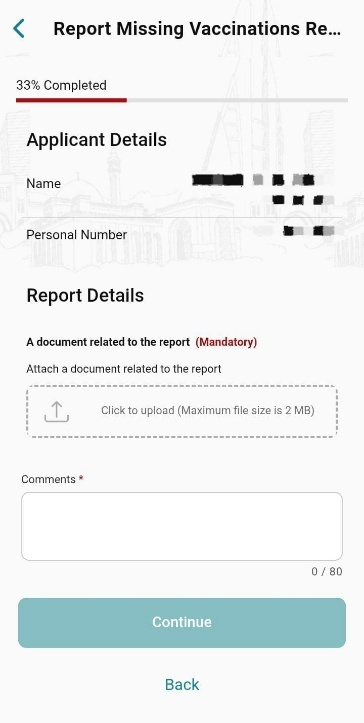 Report Missing Vaccinations Re...
33% Completed
Applicant Details
Name
Personal Number
Report Details
A document related to the report (Mandatory)
Attach a document related to the report
Click to upload (Maximum file size is 2 MB)
Comments *
0 / 80
Continue
Back